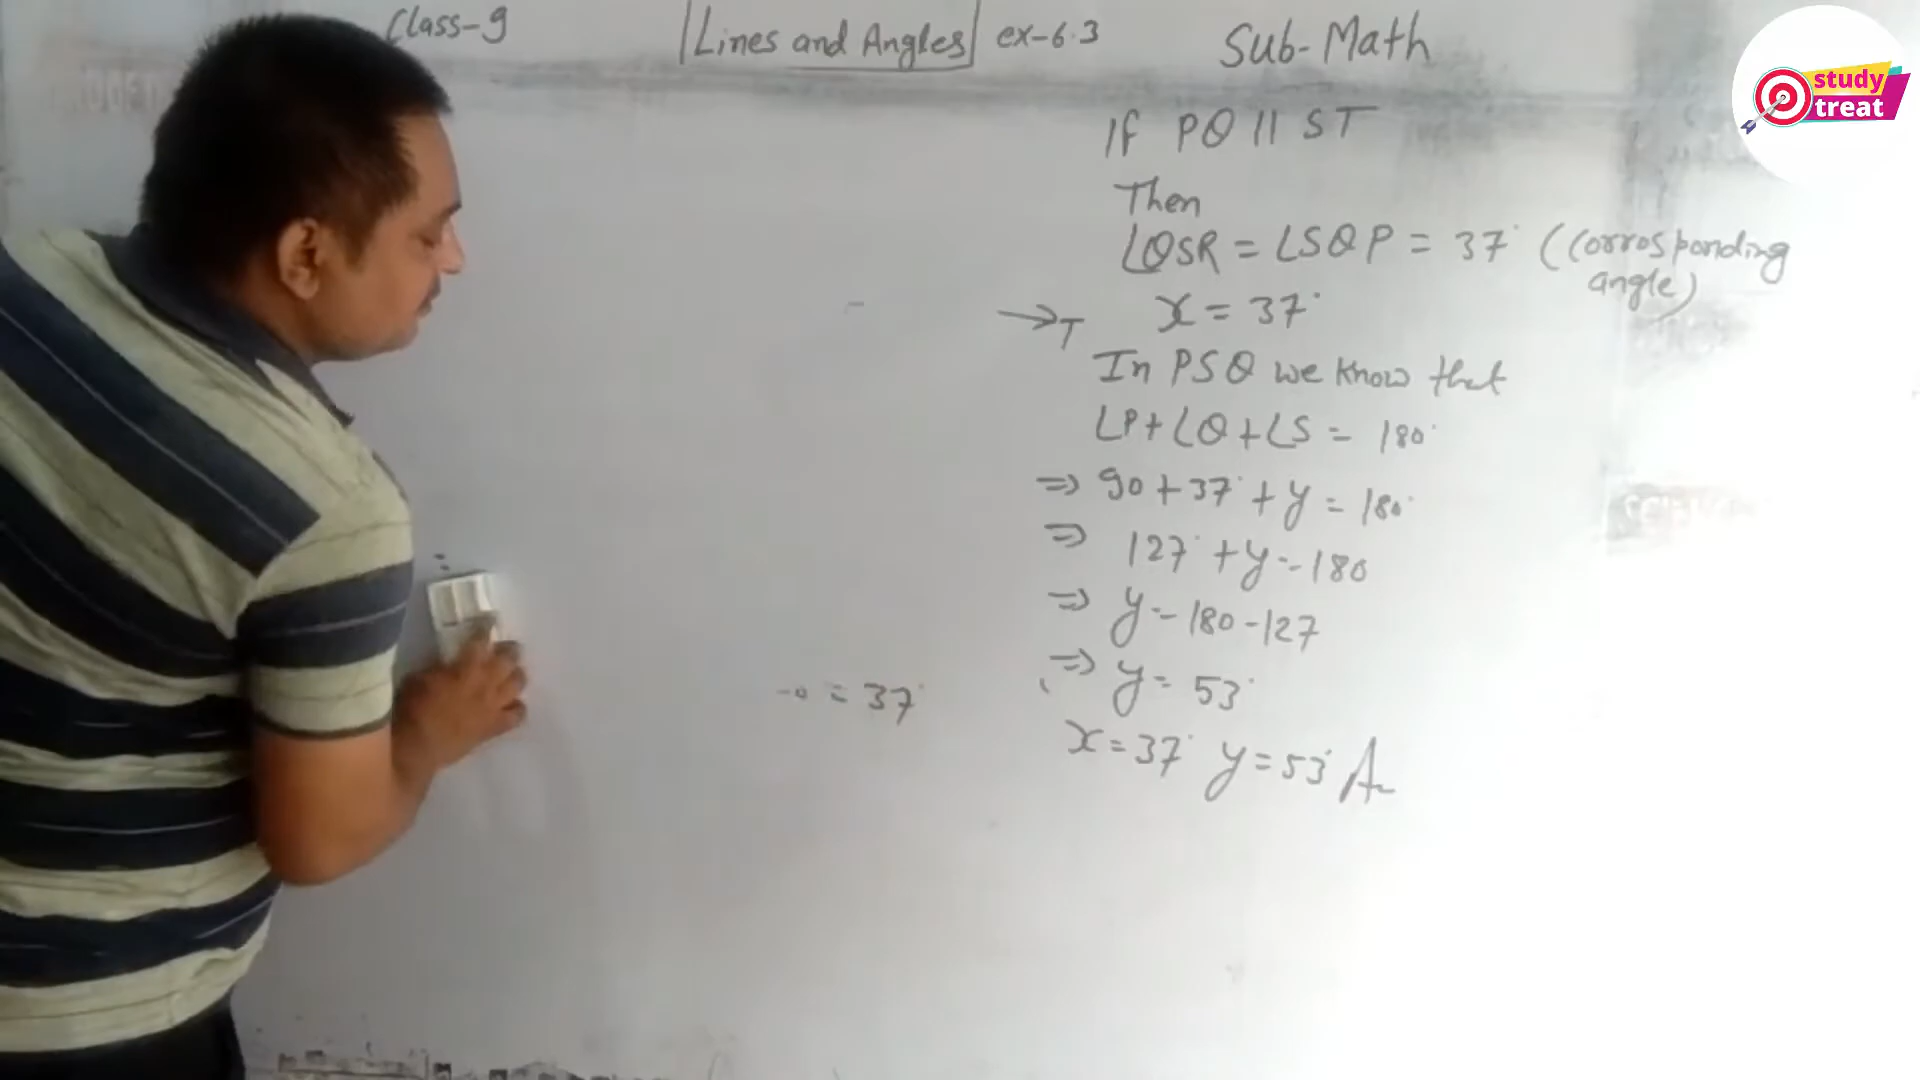 Class-9
Lines and Angles
ex-6.3
Sub-Math
study
treat
If PQ || ST
Then
∠QSR = ∠SQP = 37° (Corrosponding
angle)
→T
x = 37°
In PSQ we know that
∠P+∠Q+∠S = 180°
⇒ 90+37°+y = 180°
⇒ 127°+y=180
⇒ y=180-127
⇒ y= 53°
= 37°
x=37° y=53°